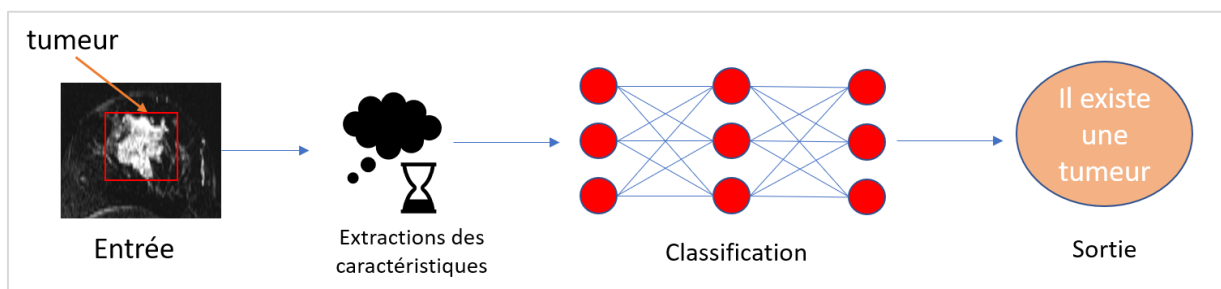 tumeur
Entrée
Extractions des
caractéristiques
Classification
Il existe
une
tumeur
Sortie